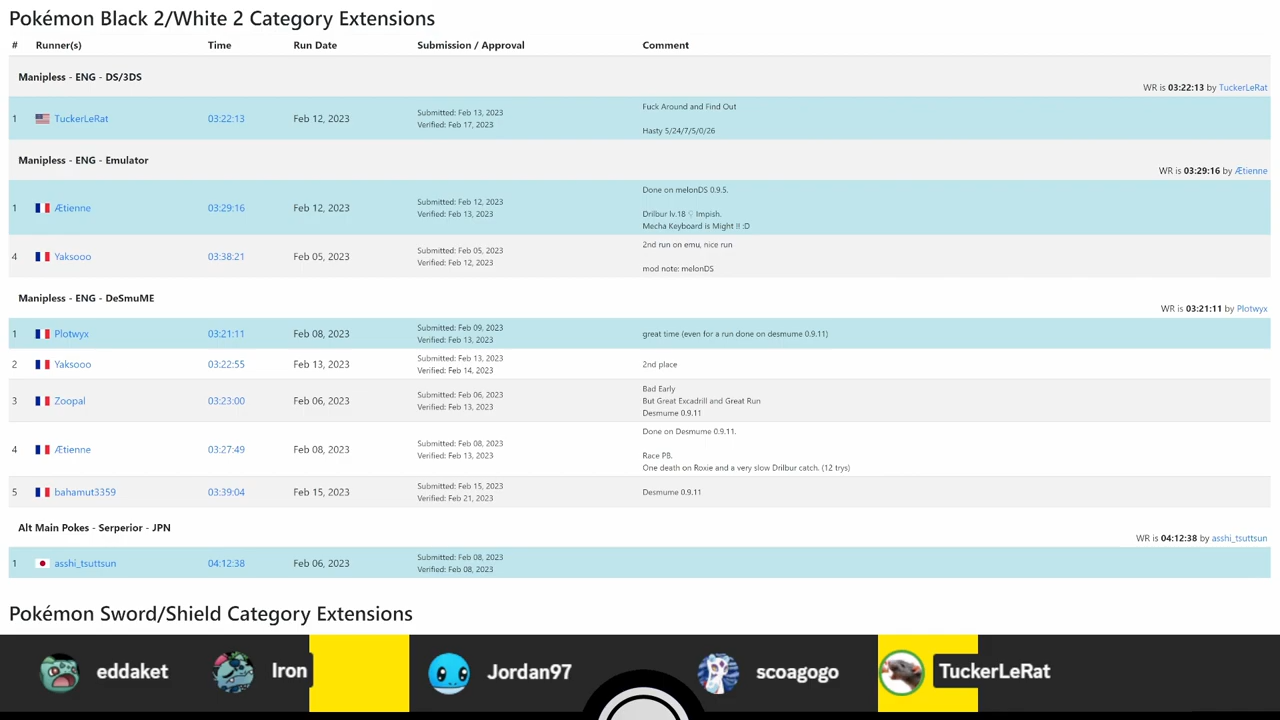 Pokémon Black 2/White 2 Category Extensions
# Runner(s) Time Run Date Submission / Approval Comment
Manipless - ENG - DS/3DS
WR is 03:22:13 by TuckerLeRat
1 TuckerLeRat 03:22:13 Feb 12, 2023 Submitted: Feb 13, 2023 Fuck Around and Find Out
Verified: Feb 17, 2023
Hasty 5/24/7/5/0/26
Manipless - ENG - Emulator
WR is 03:29:16 by Ætienne
1 Ætienne 03:29:16 Feb 12, 2023 Submitted: Feb 12, 2023 Done on melonDS 0.9.5.
Verified: Feb 13, 2023 Drilbur lv.18 ♀ Impish.
Mecha Keyboard is Might !! :D
4 Yaksooo 03:38:21 Feb 05, 2023 Submitted: Feb 05, 2023 2nd run on emu, nice run
Verified: Feb 12, 2023
mod note: melonDS
Manipless - ENG - DeSmuME
WR is 03:21:11 by Plotwyx
1 Plotwyx 03:21:11 Feb 08, 2023 Submitted: Feb 09, 2023 great time (even for a run done on desmume 0.9.11)
Verified: Feb 13, 2023
2 Yaksooo 03:22:55 Feb 13, 2023 Submitted: Feb 13, 2023 2nd place
Verified: Feb 14, 2023
3 Zoopal 03:23:00 Feb 06, 2023 Submitted: Feb 06, 2023 Bad Early
Verified: Feb 13, 2023 But Great Excadrill and Great Run
Desmume 0.9.11
4 Ætienne 03:27:49 Feb 08, 2023 Submitted: Feb 08, 2023 Done on Desmume 0.9.11.
Verified: Feb 13, 2023 Race PB.
One death on Roxie and a very slow Drilbur catch. (12 trys)
5 bahamut3359 03:39:04 Feb 15, 2023 Submitted: Feb 15, 2023 Desmume 0.9.11
Verified: Feb 21, 2023
Alt Main Pokes - Serperior - JPN
WR is 04:12:38 by asshi_tsuttsun
1 asshi_tsuttsun 04:12:38 Feb 06, 2023 Submitted: Feb 08, 2023
Verified: Feb 08, 2023
Pokémon Sword/Shield Category Extensions
eddaket Iron Jordan97 scoagogo TuckerLeRat